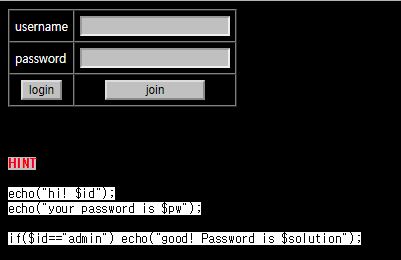 username
password
login join
HINT
echo("hi! $id");
echo("your password is $pw");
if($id=="admin") echo("good! Password is $solution");